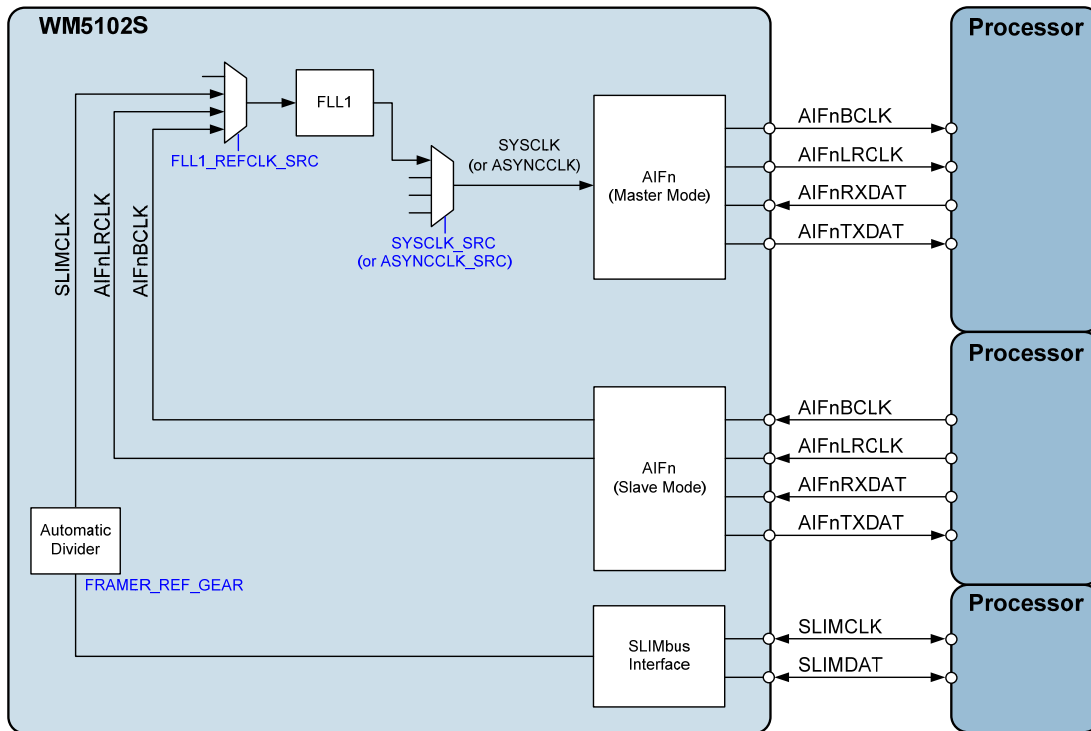 WM5102S
Processor
FLL1
FLL1_REFCLK_SRC
SYSCLK
(or ASYNCCLK)
SYSCLK_SRC
(or ASYNCCLK_SRC)
AIFn
(Master Mode)
AIFnBCLK
AIFnLRCLK
AIFnRXDAT
AIFnTXDAT
SLIMCLK
AIFnLRCLK
AIFnBCLK
Processor
AIFn
(Slave Mode)
AIFnBCLK
AIFnLRCLK
AIFnRXDAT
AIFnTXDAT
Automatic
Divider
FRAMER_REF_GEAR
Processor
SLIMbus
Interface
SLIMCLK
SLIMDAT